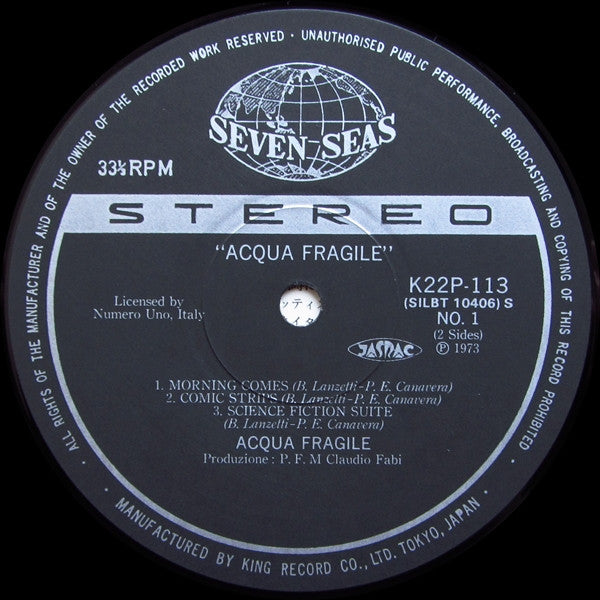 · ALL RIGHTS OF THE MANUFACTURER AND OF THE OWNER OF THE RECORDED WORK RESERVED · UNAUTHORISED PUBLIC PERFORMANCE, BROADCASTING AND COPYING OF THIS RECORD PROHIBITED ·
SEVEN SEAS
33⅓RPM
STEREO
"ACQUA FRAGILE"
K22P-113
(SILBT 10406) S
NO. 1
(2 Sides)
Ⓟ 1973
Licensed by
Numero Uno, Italy
JASRAC
1. MORNING COMES (B. Lanzetti-P. E. Canavera)
2. COMIC STRIPS (B. Lanzetti-P. E. Canavera)
3. SCIENCE FICTION SUITE
(B. Lanzetti-P. E. Canavera)
ACQUA FRAGILE
Produzione : P. F. M Claudio Fabi
· MANUFACTURED BY KING RECORD CO., LTD. TOKYO, JAPAN ·